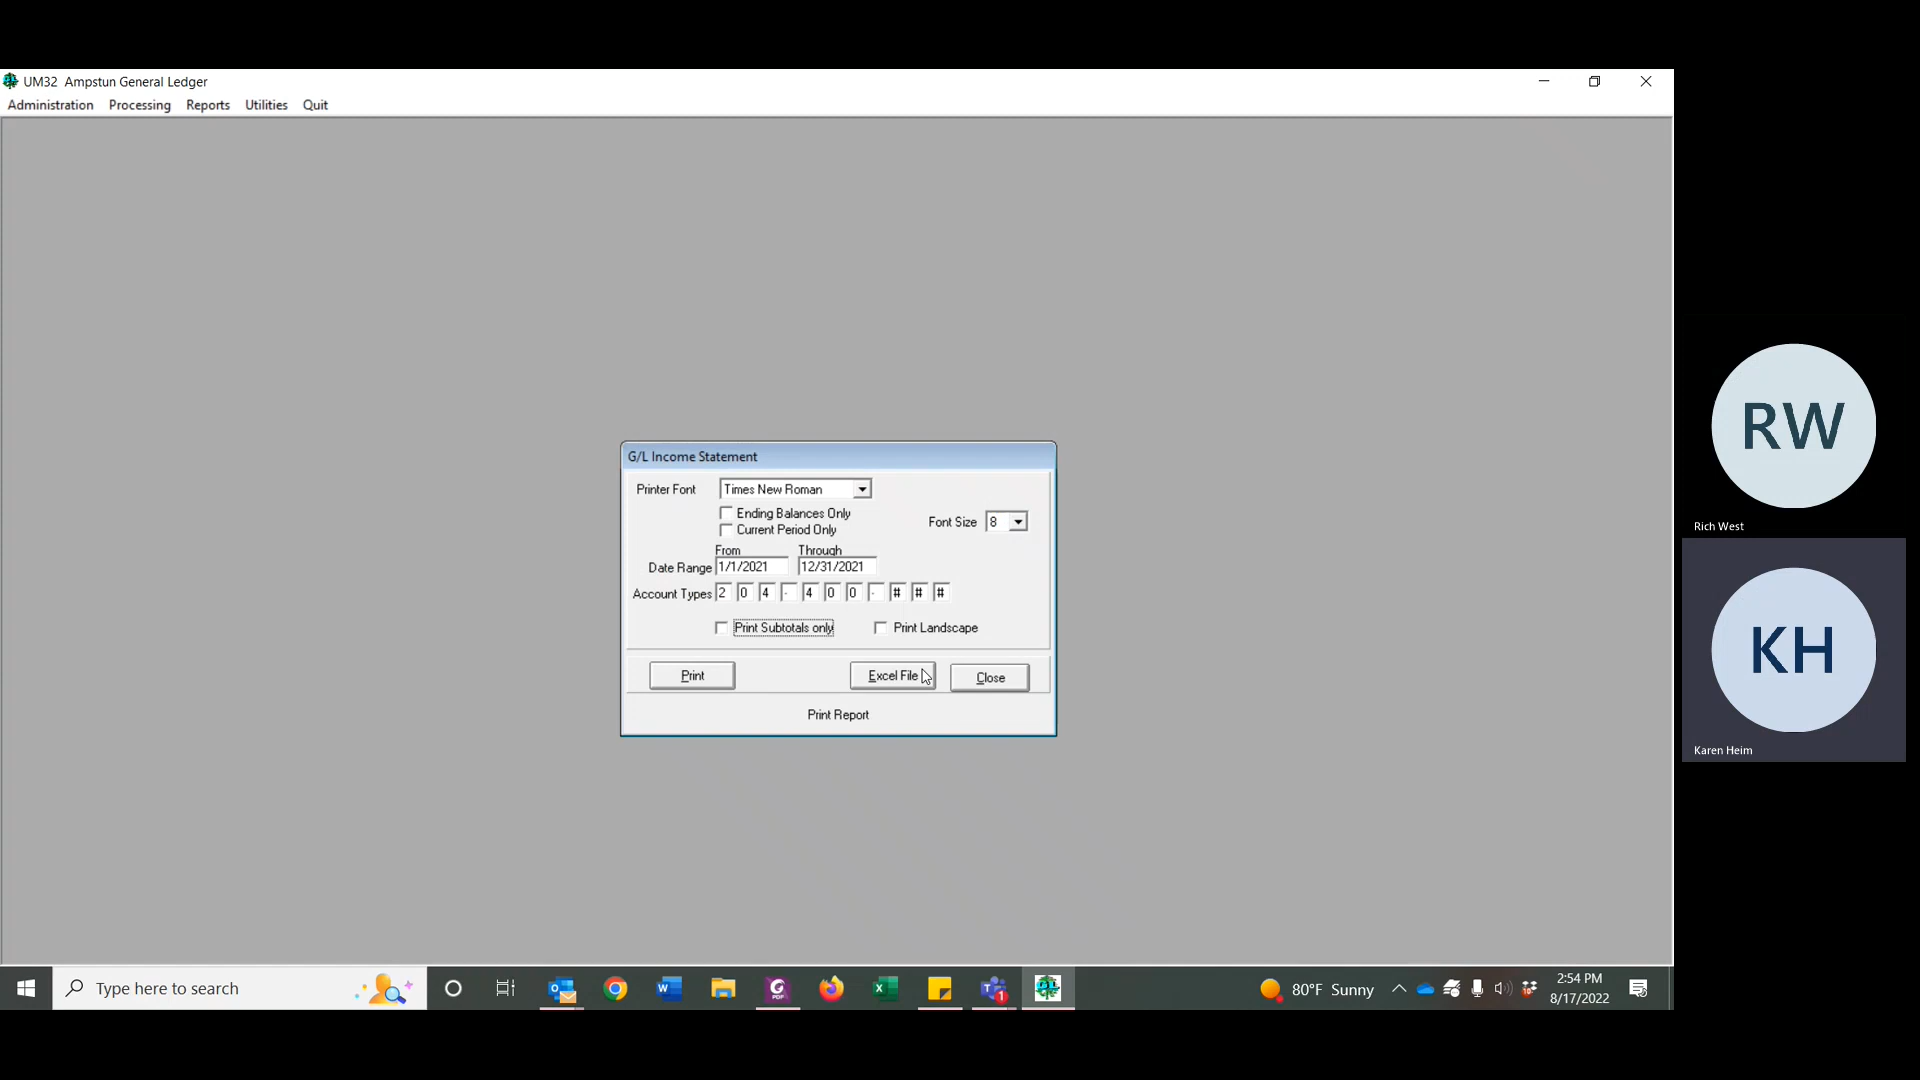 UM32 Ampstun General Ledger
Administration Processing Reports Utilities Quit
G/L Income Statement
Printer Font Times New Roman
Ending Balances Only
Font Size 8
Current Period Only
From Through
Date Range 1/1/2021 12/31/2021
Account Types 2 0 4 - 4 0 0 - # # #
Print Subtotals only Print Landscape
Print Excel File Close
Print Report
RW
Rich West
KH
Karen Heim
Type here to search
80°F Sunny
2:54 PM
8/17/2022